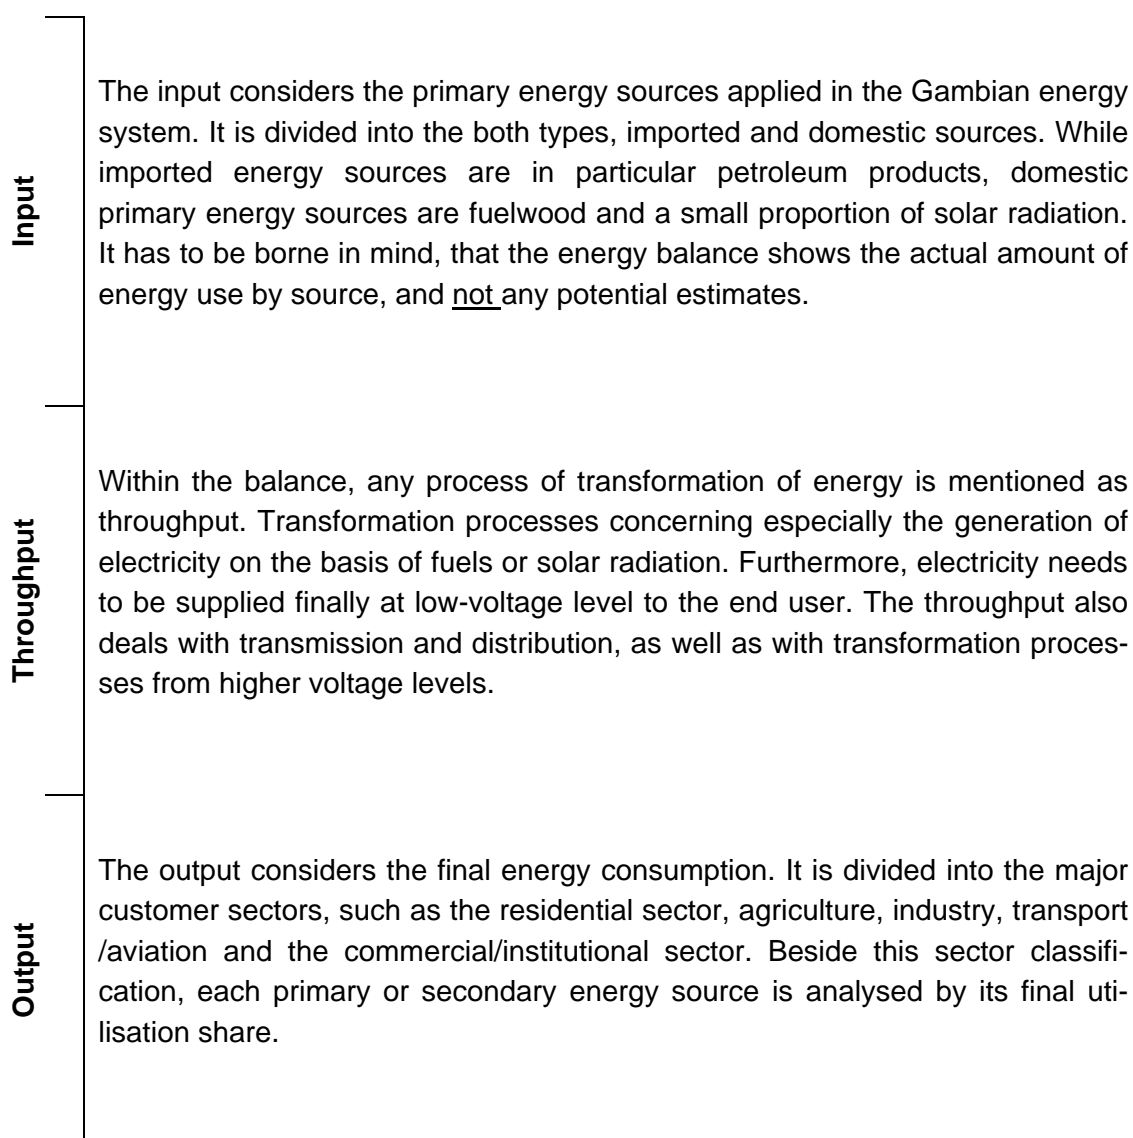 Input
The input considers the primary energy sources applied in the Gambian energy
system. It is divided into the both types, imported and domestic sources. While
imported energy sources are in particular petroleum products, domestic
primary energy sources are fuelwood and a small proportion of solar radiation.
It has to be borne in mind, that the energy balance shows the actual amount of
energy use by source, and not any potential estimates.
Throughput
Within the balance, any process of transformation of energy is mentioned as
throughput. Transformation processes concerning especially the generation of
electricity on the basis of fuels or solar radiation. Furthermore, electricity needs
to be supplied finally at low-voltage level to the end user. The throughput also
deals with transmission and distribution, as well as with transformation proces-
ses from higher voltage levels.
Output
The output considers the final energy consumption. It is divided into the major
customer sectors, such as the residential sector, agriculture, industry, transport
/aviation and the commercial/institutional sector. Beside this sector classifi-
cation, each primary or secondary energy source is analysed by its final uti-
lisation share.